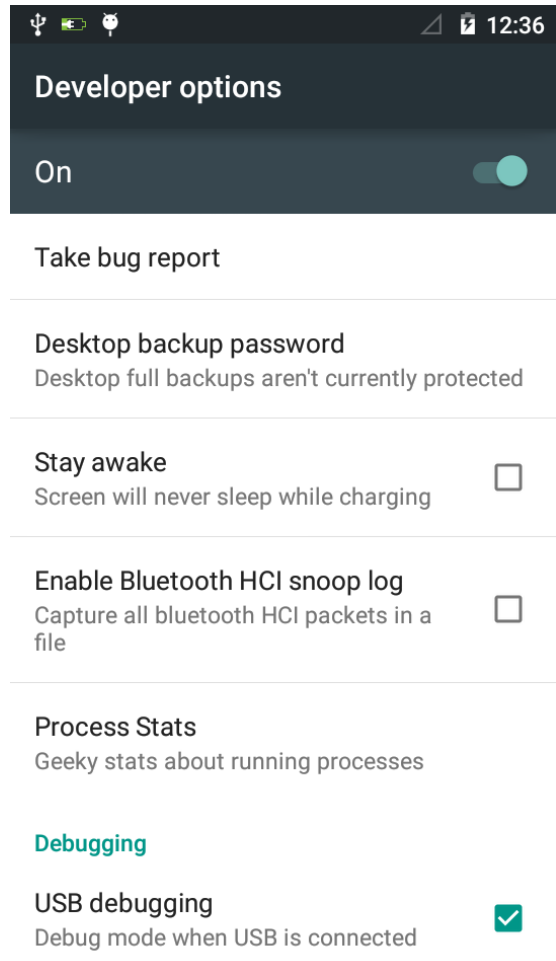 12:36
Developer options
On
Take bug report
Desktop backup password
Desktop full backups aren't currently protected
Stay awake
Screen will never sleep while charging
Enable Bluetooth HCI snoop log
Capture all bluetooth HCI packets in a
file
Process Stats
Geeky stats about running processes
Debugging
USB debugging
Debug mode when USB is connected